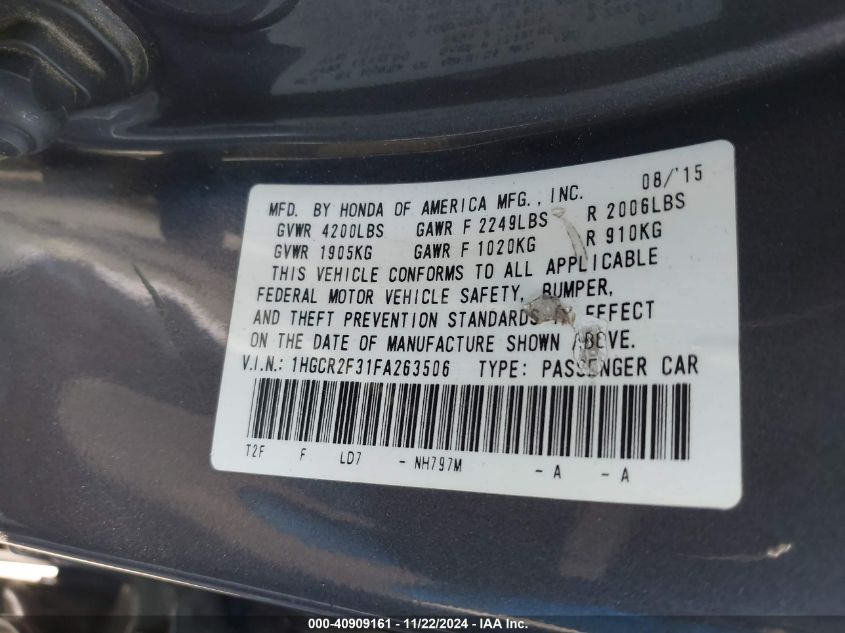 08/'15
MFD. BY HONDA OF AMERICA MFG., INC.
GVWR 4200LBS GAWR F 2249LBS R 2006LBS
GVWR 1905KG GAWR F 1020KG R 910KG
THIS VEHICLE CONFORMS TO ALL APPLICABLE
FEDERAL MOTOR VEHICLE SAFETY, BUMPER,
AND THEFT PREVENTION STANDARDS IN EFFECT
ON THE DATE OF MANUFACTURE SHOWN ABOVE.
V.I.N.: 1HGCR2F31FA263506 TYPE: PASSENGER CAR
T2F F LD7 - NH797M - A - A
000-40909161 - 11/22/2024 - IAA Inc.